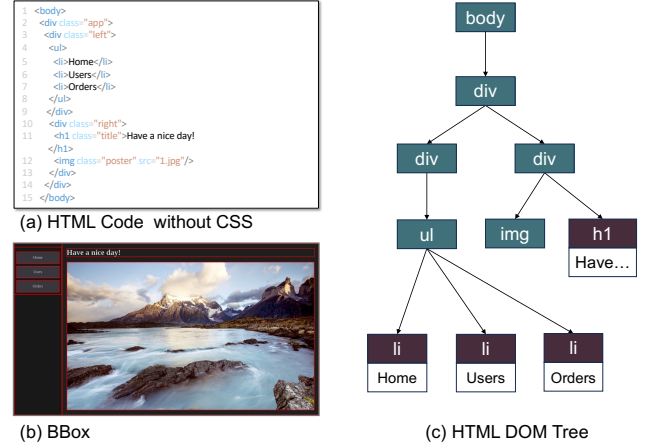 1 <body>
2 <div class="app">
3 <div class="left">
4 <ul>
5 <li>Home</li>
6 <li>Users</li>
7 <li>Orders</li>
8 </ul>
9 </div>
10 <div class="right">
11 <h1 class="title">Have a nice day!
</h1>
12 <img class="poster" src="1.jpg"/>
13 </div>
14 </div>
15 </body>
(a) HTML Code without CSS
Have a nice day!
Home
Users
Order
(b) BBox
body
div
div div
ul img h1
Have…
li li li
Home Users Orders
(c) HTML DOM Tree